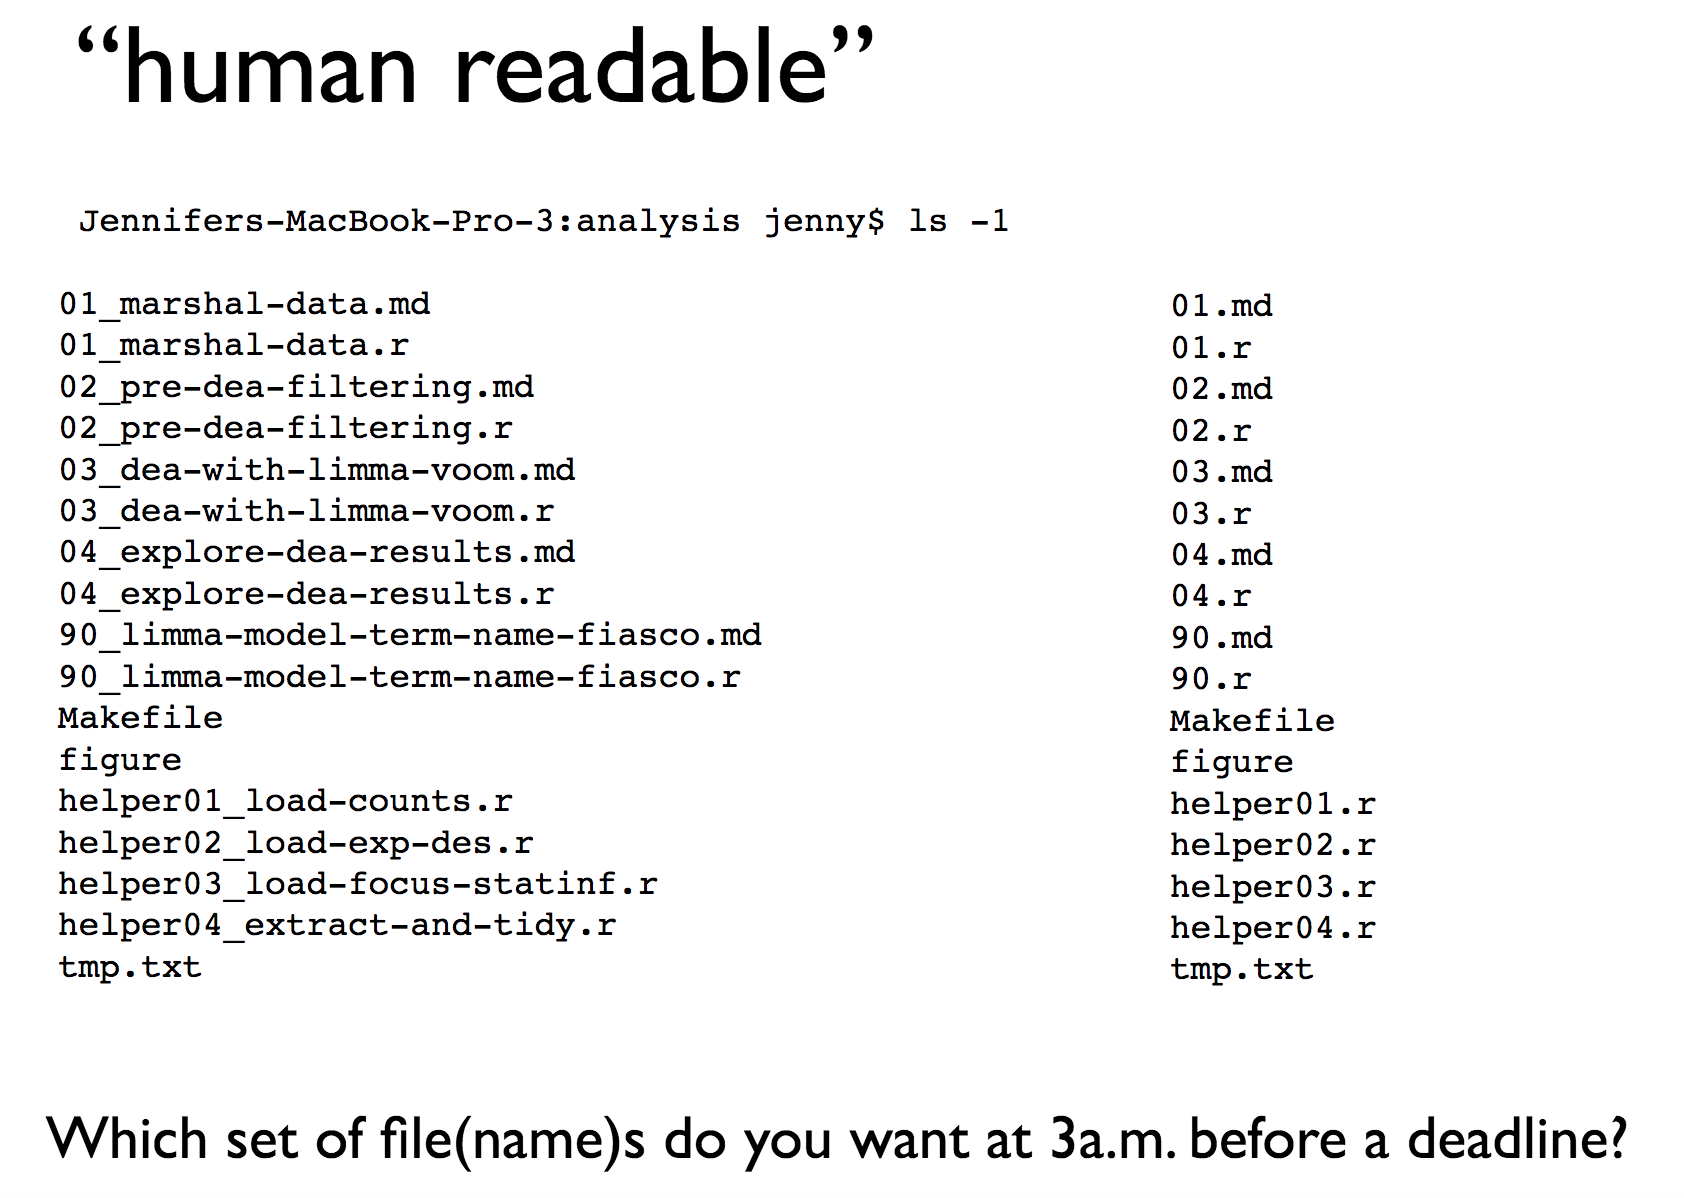 “human readable”
Jennifers-MacBook-Pro-3:analysis jenny$ ls -1
01_marshal-data.md
01_marshal-data.r
02_pre-dea-filtering.md
02_pre-dea-filtering.r
03_dea-with-limma-voom.md
03_dea-with-limma-voom.r
04_explore-dea-results.md
04_explore-dea-results.r
90_limma-model-term-name-fiasco.md
90_limma-model-term-name-fiasco.r
Makefile
figure
helper01_load-counts.r
helper02_load-exp-des.r
helper03_load-focus-statinf.r
helper04_extract-and-tidy.r
tmp.txt
01.md
01.r
02.md
02.r
03.md
03.r
04.md
04.r
90.md
90.r
Makefile
figure
helper01.r
helper02.r
helper03.r
helper04.r
tmp.txt
Which set of file(name)s do you want at 3a.m. before a deadline?